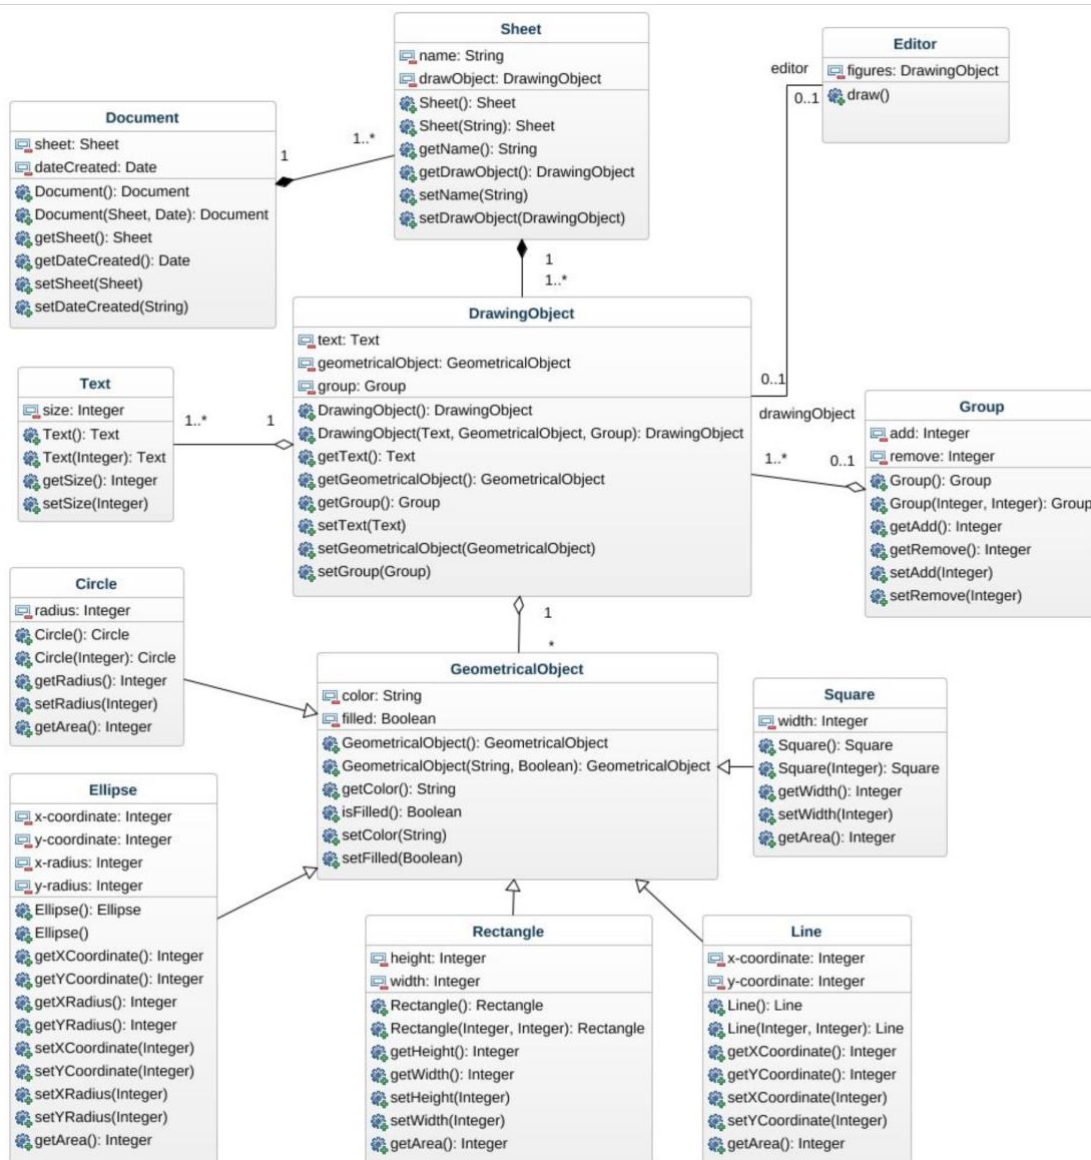 Sheet
name: String
drawObject: DrawingObject
Sheet(): Sheet
Sheet(String): Sheet
getName(): String
getDrawObject(): DrawingObject
setName(String)
setDrawObject(DrawingObject)
Editor
figures: DrawingObject
draw()
editor
0..1
Document
sheet: Sheet
dateCreated: Date
Document(): Document
Document(Sheet, Date): Document
getSheet(): Sheet
getDateCreated(): Date
setSheet(Sheet)
setDateCreated(String)
1
1..*
1
1..*
DrawingObject
text: Text
geometricalObject: GeometricalObject
group: Group
DrawingObject(): DrawingObject
DrawingObject(Text, GeometricalObject, Group): DrawingObject
getText(): Text
getGeometricalObject(): GeometricalObject
getGroup(): Group
setText(Text)
setGeometricalObject(GeometricalObject)
setGroup(Group)
0..1
drawingObject
1..*
0..1
Text
size: Integer
Text(): Text
Text(Integer): Text
getSize(): Integer
setSize(Integer)
1..*
1
Group
add: Integer
remove: Integer
Group(): Group
Group(Integer, Integer): Group
getAdd(): Integer
getRemove(): Integer
setAdd(Integer)
setRemove(Integer)
Circle
radius: Integer
Circle(): Circle
Circle(Integer): Circle
getRadius(): Integer
setRadius(Integer)
getArea(): Integer
1
*
GeometricalObject
color: String
filled: Boolean
GeometricalObject(): GeometricalObject
GeometricalObject(String, Boolean): GeometricalObject
getColor(): String
isFilled(): Boolean
setColor(String)
setFilled(Boolean)
Square
width: Integer
Square(): Square
Square(Integer): Square
getWidth(): Integer
setWidth(Integer)
getArea(): Integer
Ellipse
x-coordinate: Integer
y-coordinate: Integer
x-radius: Integer
y-radius: Integer
Ellipse(): Ellipse
Ellipse()
getXCoordinate(): Integer
getYCoordinate(): Integer
getXRadius(): Integer
getYRadius(): Integer
setXCoordinate(Integer)
setYCoordinate(Integer)
setXRadius(Integer)
setYRadius(Integer)
getArea(): Integer
Rectangle
height: Integer
width: Integer
Rectangle(): Rectangle
Rectangle(Integer, Integer): Rectangle
getHeight(): Integer
getWidth(): Integer
setHeight(Integer)
setWidth(Integer)
getArea(): Integer
Line
x-coordinate: Integer
y-coordinate: Integer
Line(): Line
Line(Integer, Integer): Line
getXCoordinate(): Integer
getYCoordinate(): Integer
setXCoordinate(Integer)
setYCoordinate(Integer)
getArea(): Integer